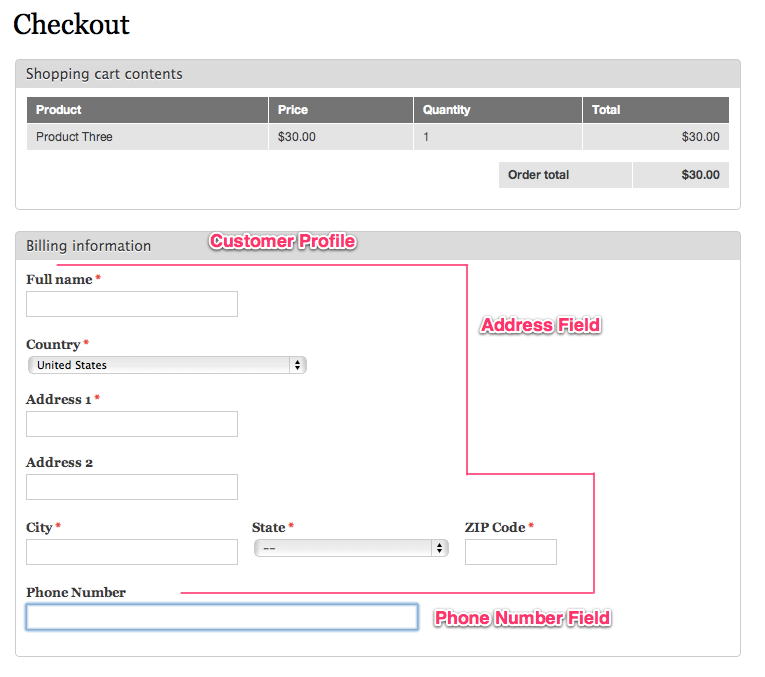 Checkout
Shopping cart contents
Product Price Quantity Total
Product Three $30.00 1 $30.00
Order total $30.00
Billing information Customer Profile
Full name *
Address Field
Country *
United States
Address 1 *
Address 2
City * State * ZIP Code *
--
Phone Number
Phone Number Field